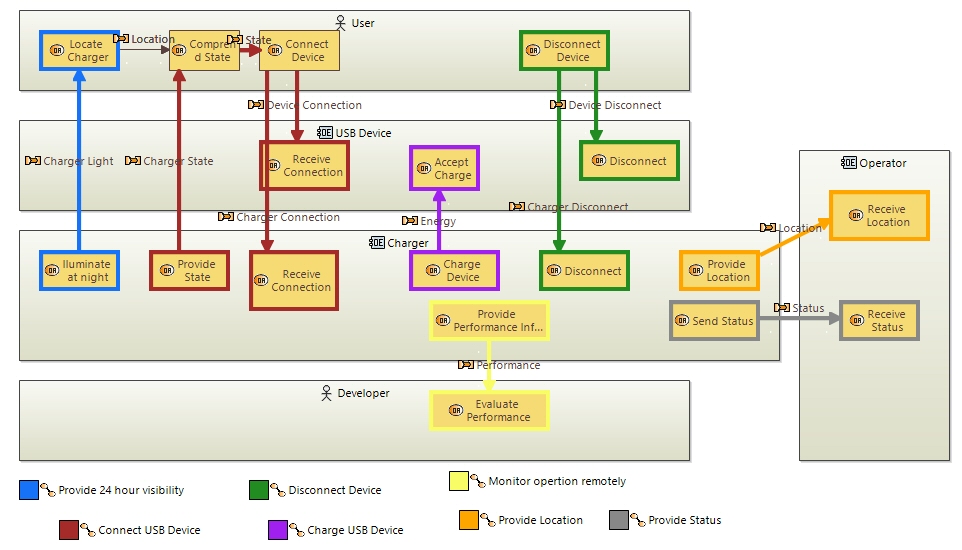 User
Locate
Charger
Location
Compren
d State
State
Connect
Device
Disconnect
Device
Device Connection
Device Disconnect
USB Device
Charger Light
Charger State
Receive
Connection
Accept
Charge
Disconnect
Operator
Charger Connection
Energy
Charger Disconnect
Location
Receive
Location
Charger
Iluminate
at night
Provide
State
Receive
Connection
Charge
Device
Disconnect
Provide
Location
Provide
Performance Inf...
Send Status
Status
Receive
Status
Performance
Developer
Evaluate
Performance
Provide 24 hour visibility
Disconnect Device
Monitor opertion remotely
Connect USB Device
Charge USB Device
Provide Location
Provide Status